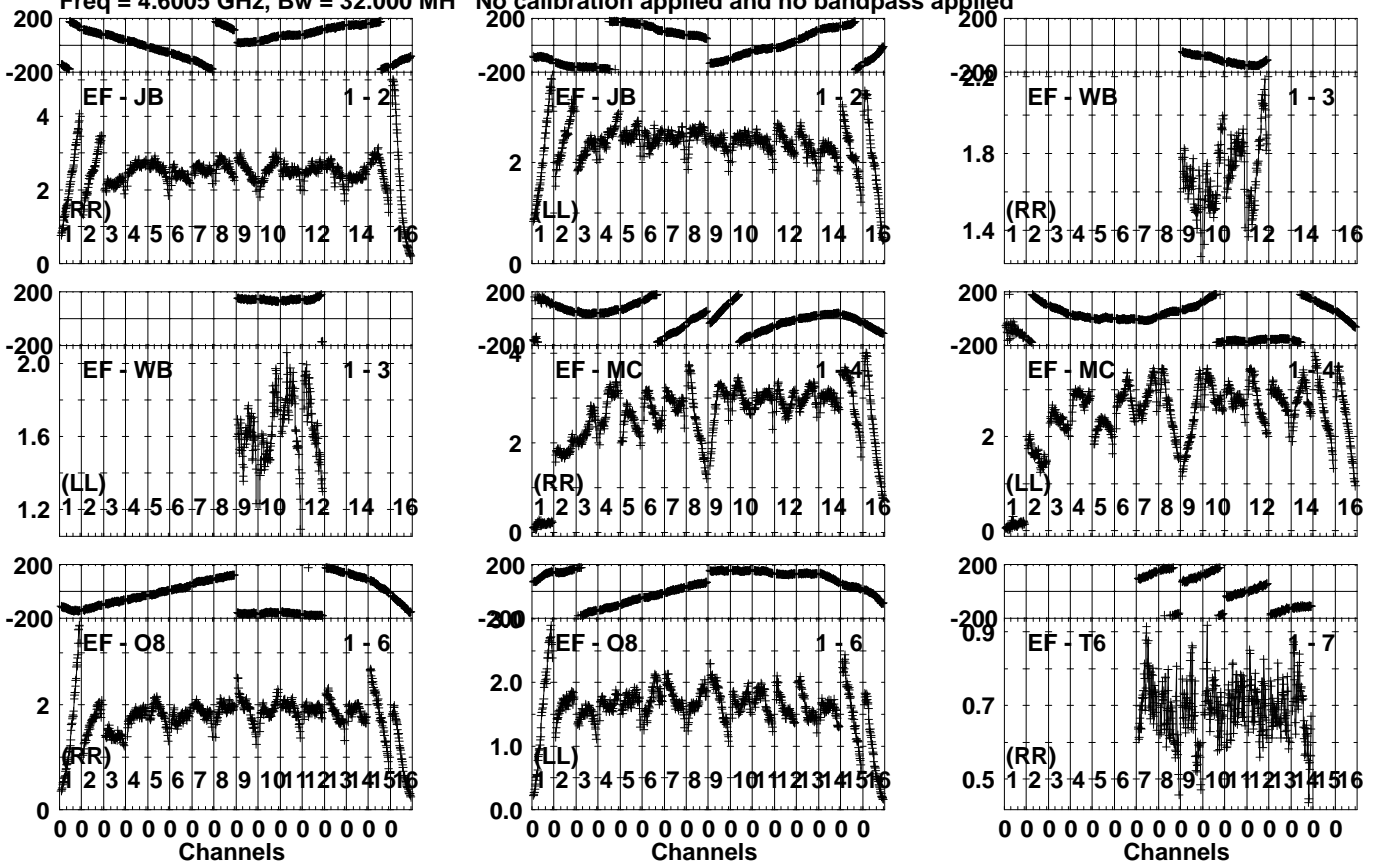 Freq = 4.6005 GHz, Bw = 32.000 MH No calibration applied and no bandpass applied
200
-200
EF - JB 1 - 2
4
2
0
(RR)
1 2 3 4 5 6 7 8 9 10 12 14 16
EF - JB 1 - 2
2
0
(LL)
1 2 3 4 5 6 7 8 9 10 12 14 16
200
-200
2.2
EF - WB 1 - 3
1.8
1.4
(RR)
1 2 3 4 5 6 7 8 9 10 12 14 16
200
-200
2.0
EF - WB 1 - 3
1.6
1.2
(LL)
1 2 3 4 5 6 7 8 9 10 12 14 16
200
-200
4
EF - MC 1 - 4
2
0
(RR)
1 2 3 4 5 6 7 8 9 10 12 14 16
200
-200
EF - MC 1 - 4
2
0
(LL)
1 2 3 4 5 6 7 8 9 10 12 14 16
200
-200
EF - O8 1 - 6
2
0
(RR)
1 2 3 4 5 6 7 8 9 10 11 12 13 14 15 16
200
-200
3.0
EF - O8 1 - 6
2.0
1.0
0.0
(LL)
1 2 3 4 5 6 7 8 9 10 11 12 13 14 15 16
200
-200
0.9
EF - T6 1 - 7
0.7
0.5
(RR)
1 2 3 4 5 6 7 8 9 10 11 12 13 14 15 16
0 0 0 0 0 0 0 0 0 0 0 0 0 0 0 0
Channels
0 0 0 0 0 0 0 0 0 0 0 0 0 0 0 0
Channels
0 0 0 0 0 0 0 0 0 0 0 0 0 0 0 0
Channels